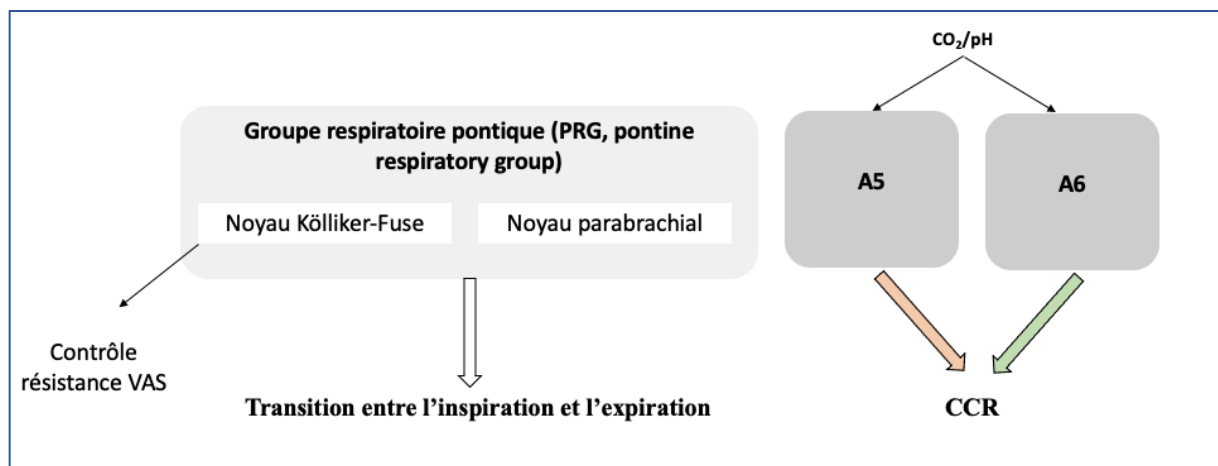 CO₂/pH
Groupe respiratoire pontique (PRG, pontine
respiratory group)
Noyau Kölliker-Fuse
Noyau parabrachial
A5
A6
Contrôle
résistance VAS
Transition entre l'inspiration et l'expiration
CCR